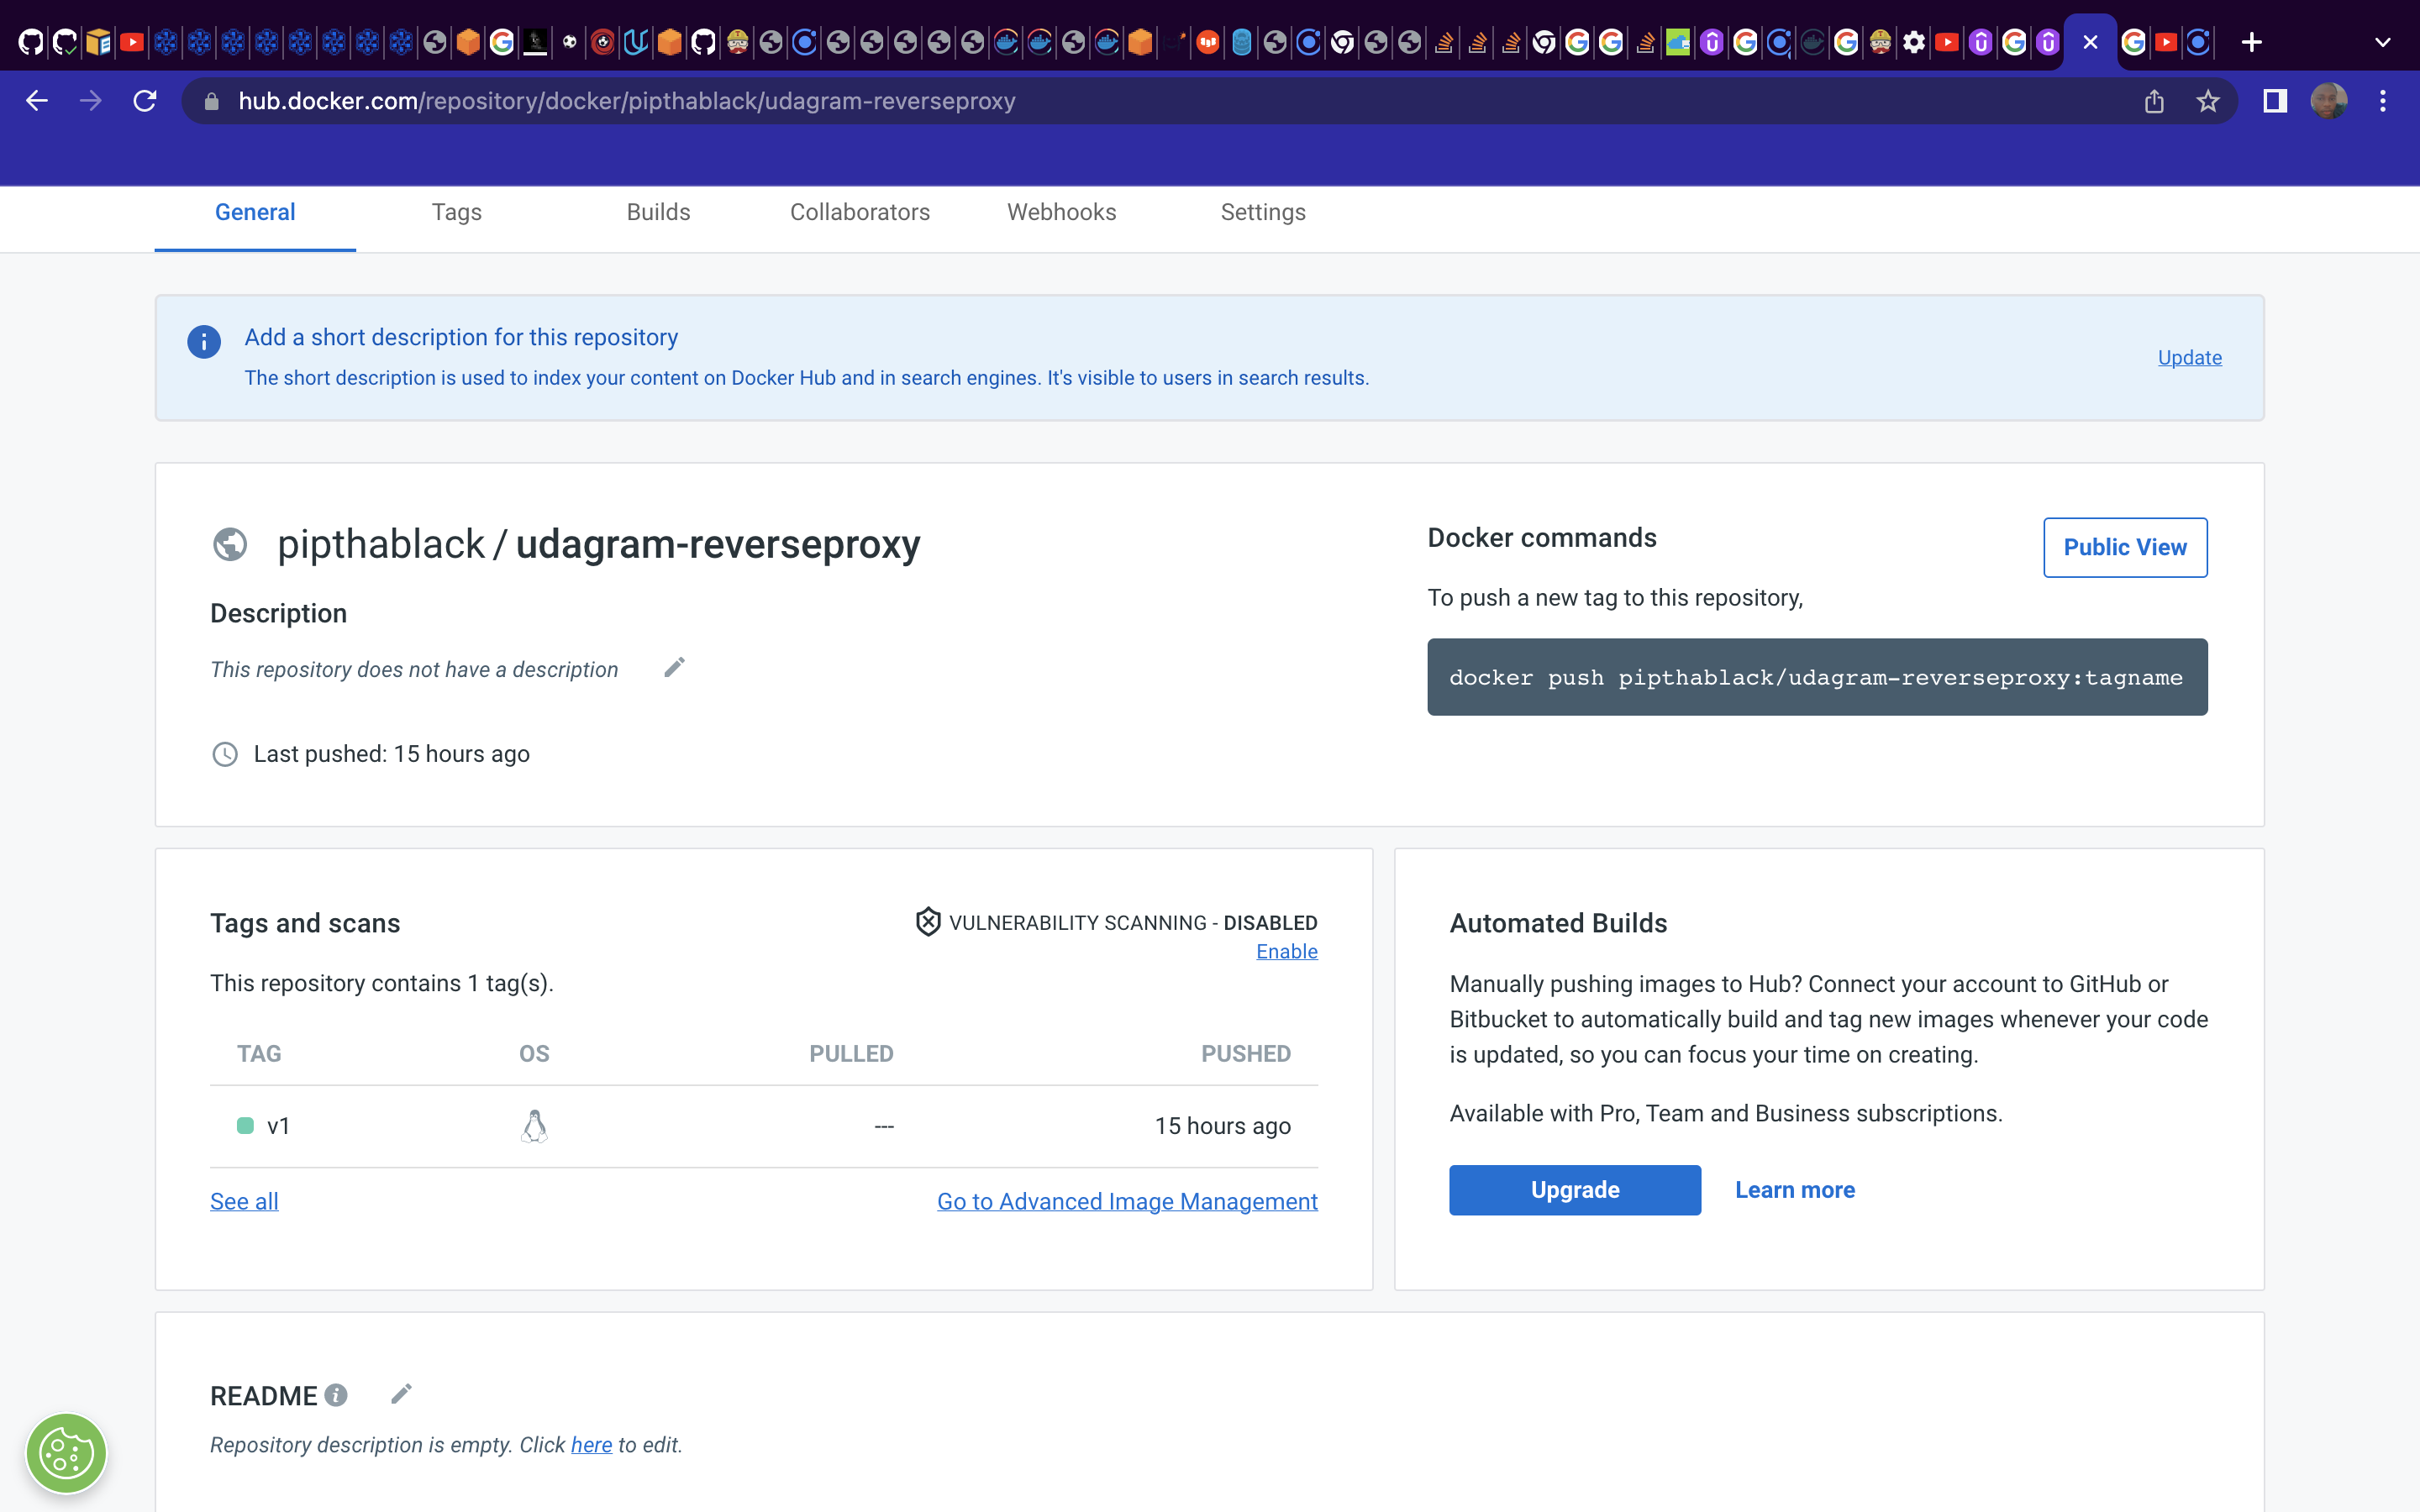 hub.docker.com/repository/docker/pipthablack/udagram-reverseproxy
General Tags Builds Collaborators Webhooks Settings
Add a short description for this repository
The short description is used to index your content on Docker Hub and in search engines. It's visible to users in search results.
Update
pipthablack / udagram-reverseproxy
Description
This repository does not have a description
Last pushed: 15 hours ago
Docker commands
Public View
To push a new tag to this repository,
docker push pipthablack/udagram-reverseproxy:tagname
Tags and scans
VULNERABILITY SCANNING - DISABLED
Enable
This repository contains 1 tag(s).
TAG OS PULLED PUSHED
v1 --- 15 hours ago
See all
Go to Advanced Image Management
Automated Builds
Manually pushing images to Hub? Connect your account to GitHub or
Bitbucket to automatically build and tag new images whenever your code
is updated, so you can focus your time on creating.
Available with Pro, Team and Business subscriptions.
Upgrade Learn more
README
Repository description is empty. Click here to edit.